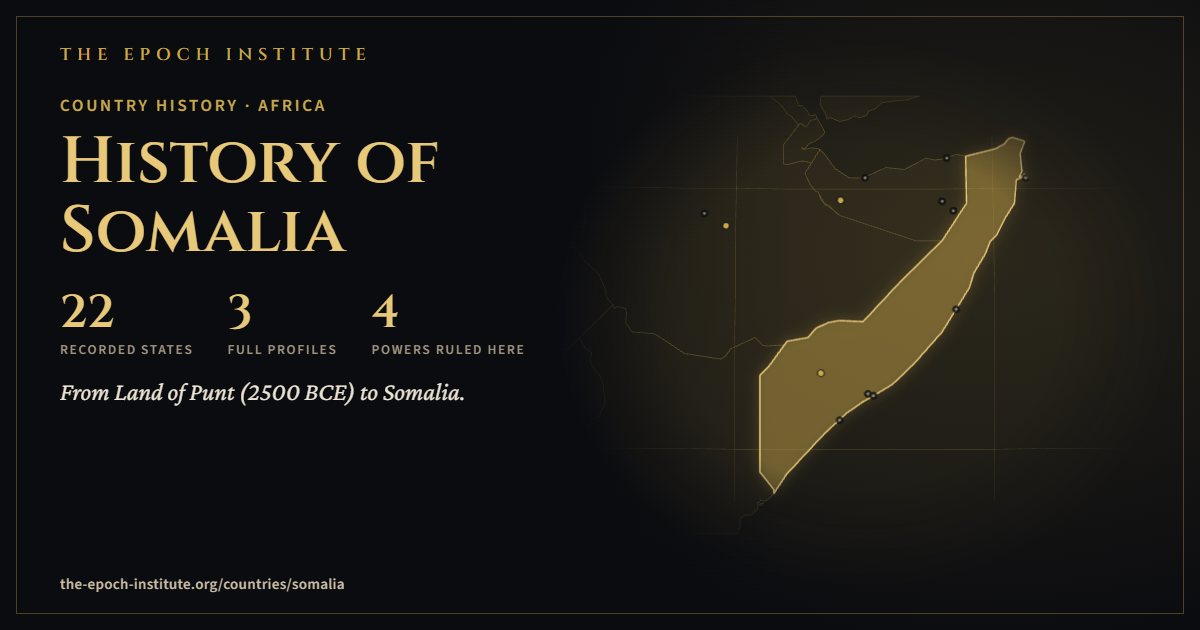 THE EPOCH INSTITUTE
COUNTRY HISTORY · AFRICA
HISTORY OF
SOMALIA
22 3 4
RECORDED STATES FULL PROFILES POWERS RULED HERE
From Land of Punt (2500 BCE) to Somalia.
the-epoch-institute.org/countries/somalia